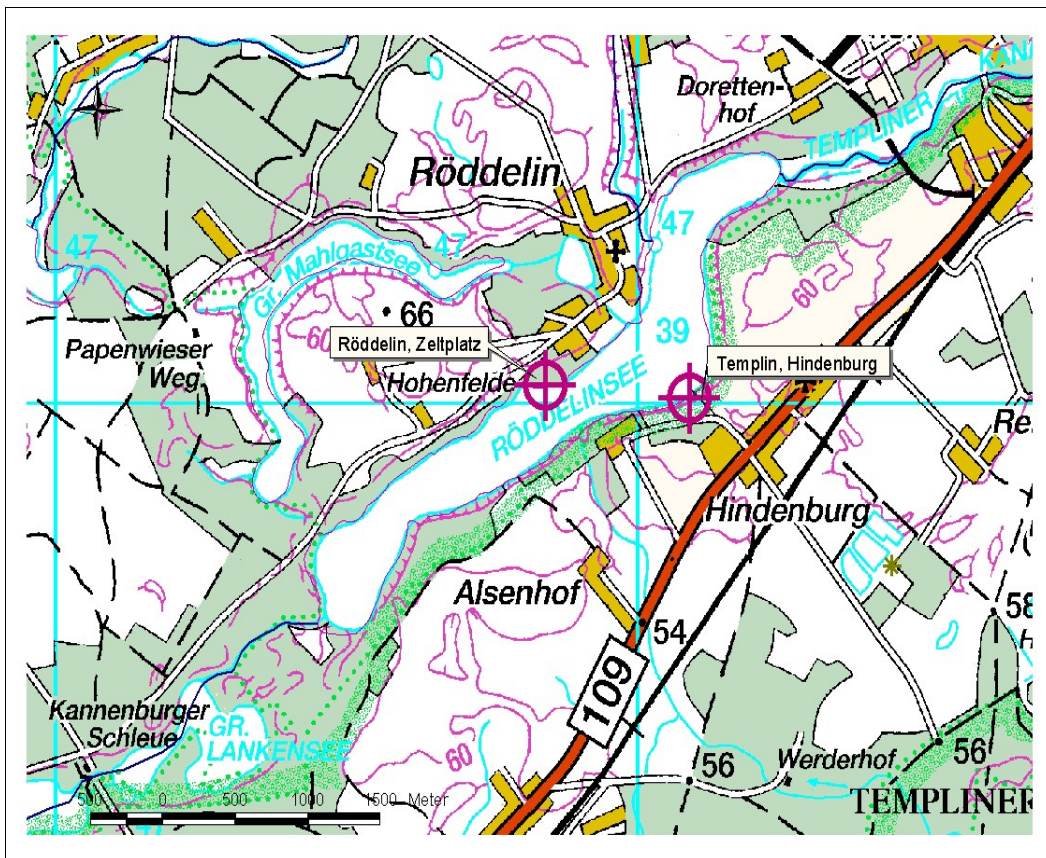 N
Doretten-
hof
TEMPLINER
Röddelin
47
47
47
Gr. Mahlgastsee
66
60
60
39
Röddelin, Zeltplatz
Templin, Hindenburg
Papenwieser
Weg
Hohenfelde
RÖDDELINSEE
Hindenburg
Alsenhof
54
58
109
Kannenburger
Schleuse
GR.
LANKENSEE
60
56
56
Werderhof
500 0 500 1000 1500 Meter
TEMPLINER